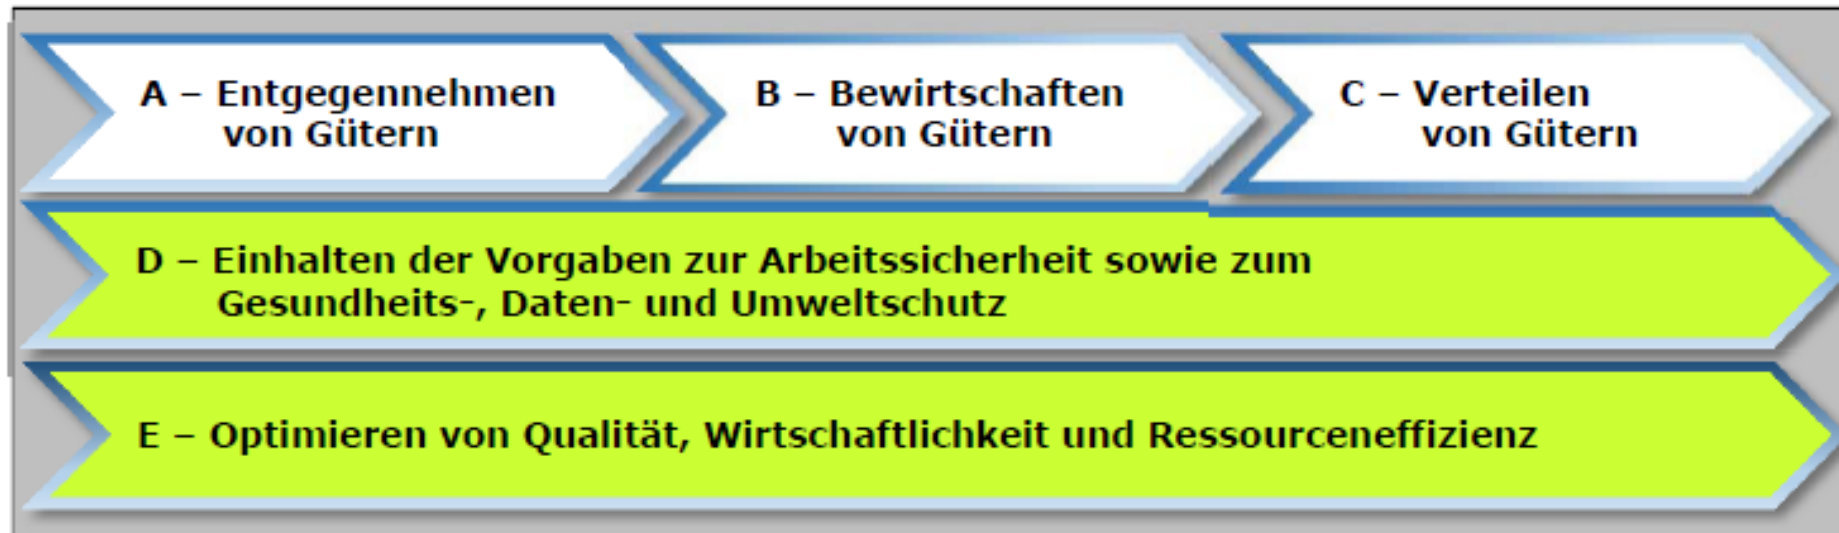 A – Entgegennehmen
von Gütern
B – Bewirtschaften
von Gütern
C – Verteilen
von Gütern
D – Einhalten der Vorgaben zur Arbeitssicherheit sowie zum
Gesundheits-, Daten- und Umweltschutz
E – Optimieren von Qualität, Wirtschaftlichkeit und Ressourceneffizienz